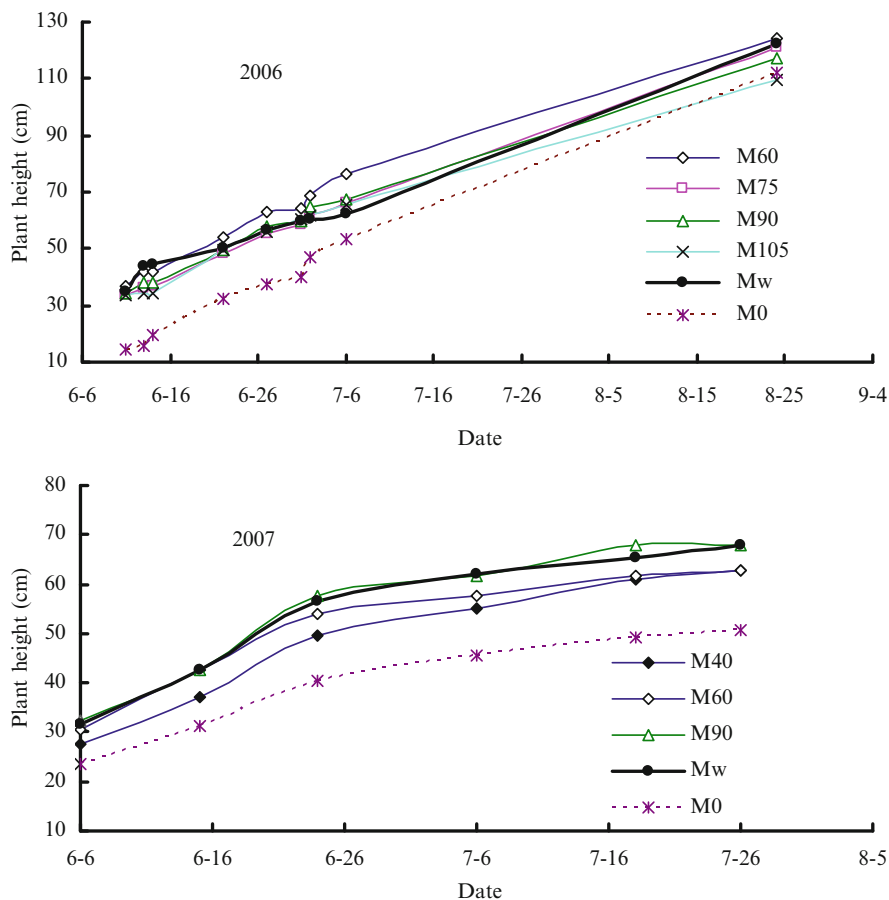 130
110
90
70
50
30
10
Plant height (cm)
2006
M60
M75
M90
M105
Mw
M0
6-6 6-16 6-26 7-6 7-16 7-26 8-5 8-15 8-25 9-4
Date
80
70
60
50
40
30
20
10
Plant height (cm)
2007
M40
M60
M90
Mw
M0
6-6 6-16 6-26 7-6 7-16 7-26 8-5
Date